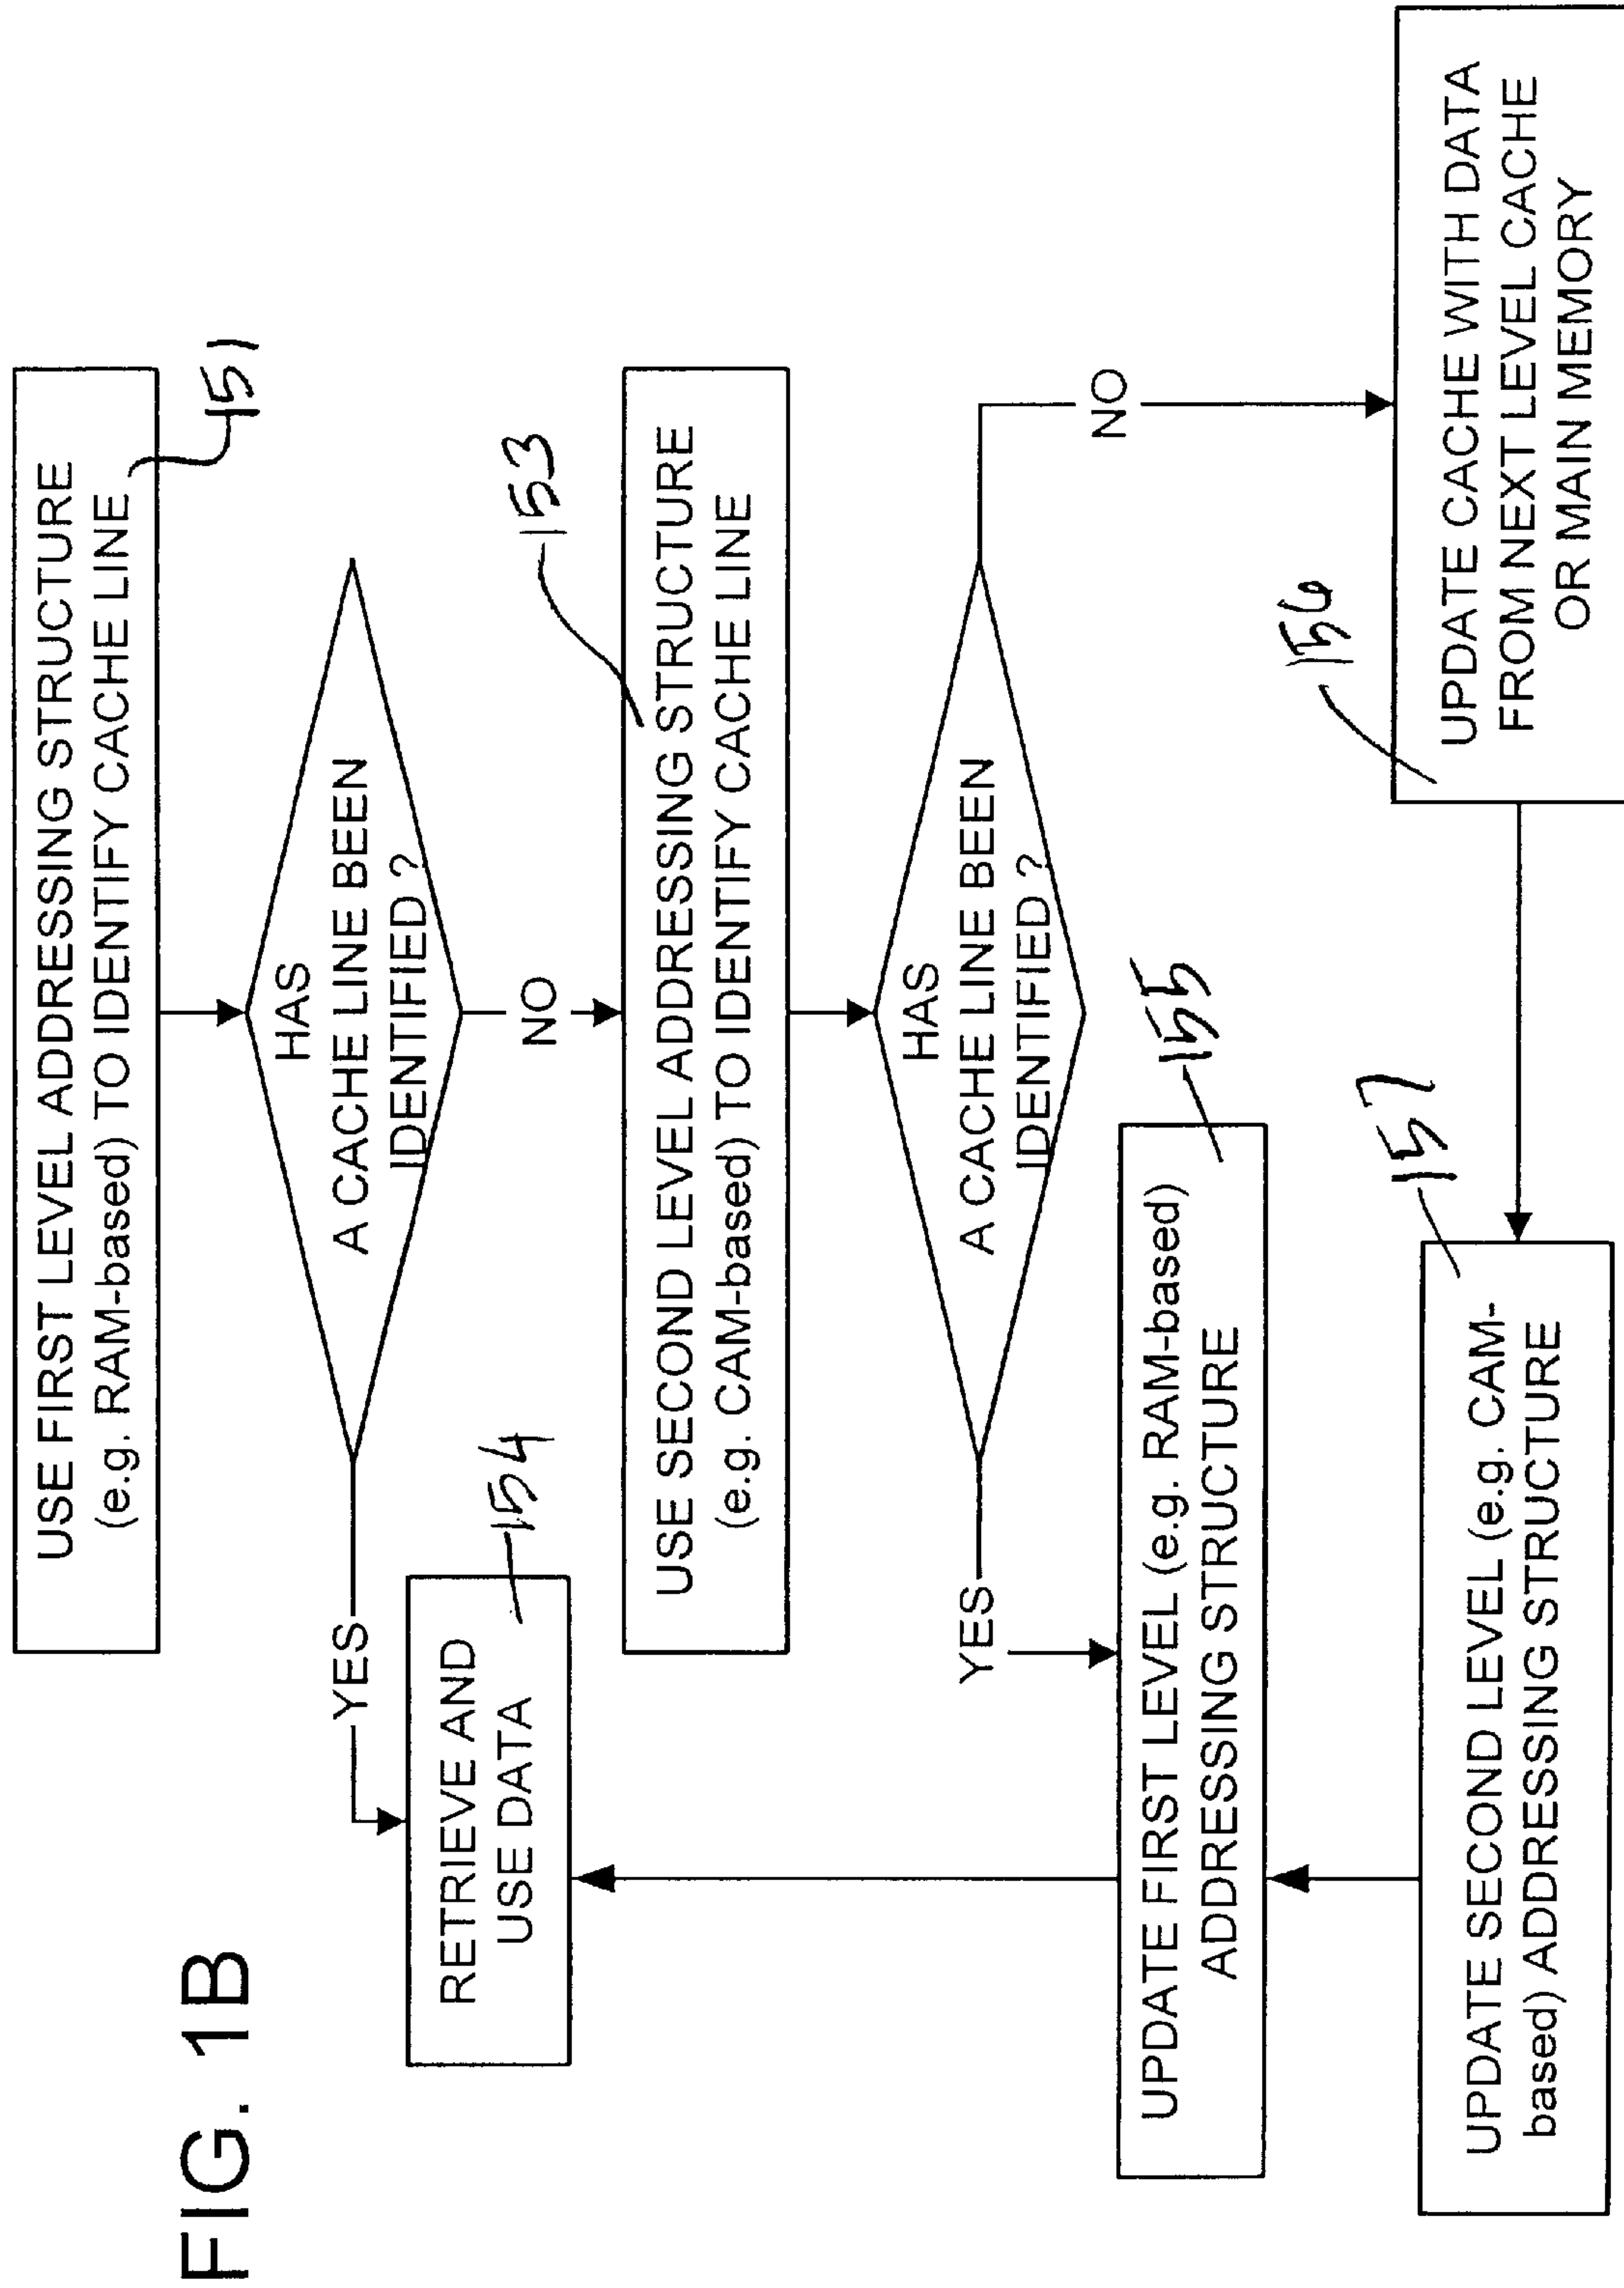 FIG. 1B
USE FIRST LEVEL ADDRESSING STRUCTURE
(e.g. RAM-based) TO IDENTIFY CACHE LINE
151
HAS
A CACHE LINE BEEN
IDENTIFIED ?
YES
NO
RETRIEVE AND
USE DATA
154
153
USE SECOND LEVEL ADDRESSING STRUCTURE
(e.g. CAM-based) TO IDENTIFY CACHE LINE
HAS
A CACHE LINE BEEN
IDENTIFIED ?
YES
NO
155
UPDATE FIRST LEVEL (e.g. RAM-based)
ADDRESSING STRUCTURE
156
UPDATE CACHE WITH DATA
FROM NEXT LEVEL CACHE
OR MAIN MEMORY
157
UPDATE SECOND LEVEL (e.g. CAM-
based) ADDRESSING STRUCTURE